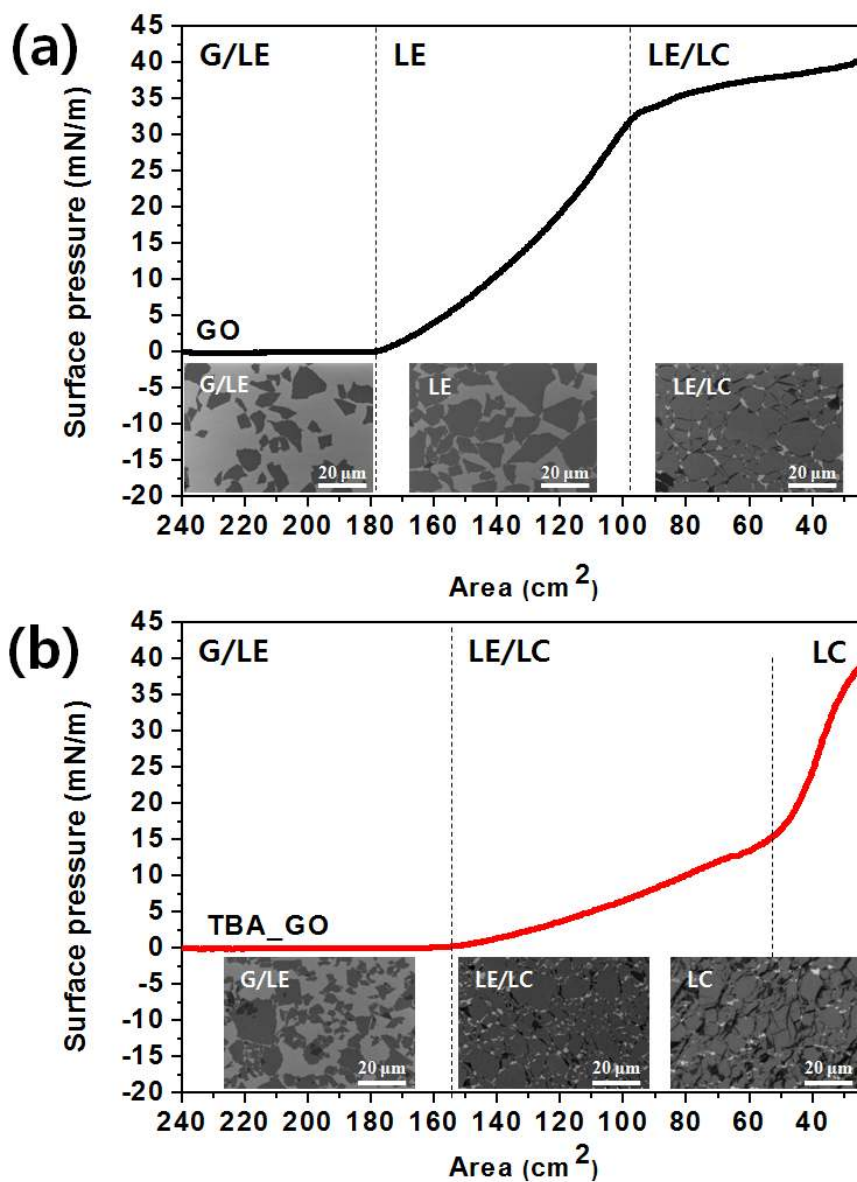 (a)
G/LE LE LE/LC
45
40
35
30
25
20
15
10
5
0
-5
-10
-15
-20
Surface pressure (mN/m)
GO
G/LE
20 µm
LE
20 µm
LE/LC
20 µm
240 220 200 180 160 140 120 100 80 60 40
Area (cm²)
(b)
G/LE LE/LC LC
45
40
35
30
25
20
15
10
5
0
-5
-10
-15
-20
Surface pressure (mN/m)
TBA_GO
G/LE
20 µm
LE/LC
20 µm
LC
20 µm
240 220 200 180 160 140 120 100 80 60 40
Area (cm²)